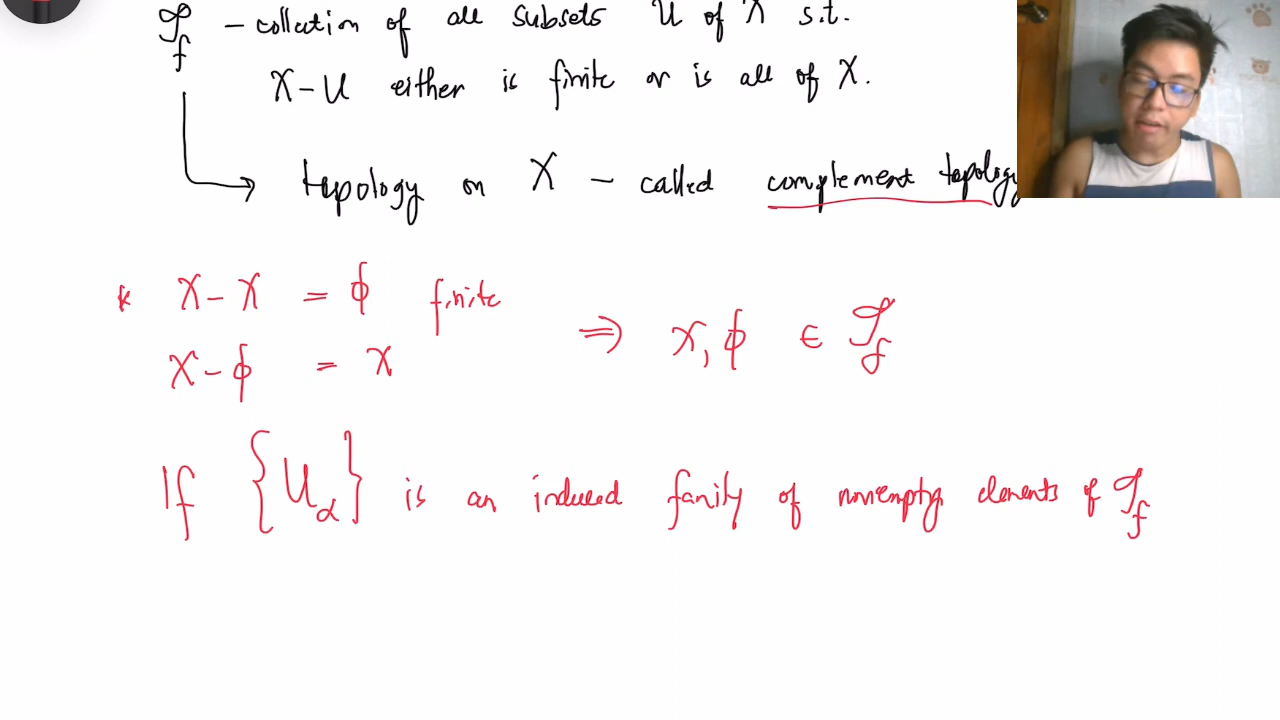 𝒯_f – collection of all subsets U of X s.t.
X – U either is finite or is all of X.
topology on X – called complement topology
* X – X = ϕ finite
⇒ X, ϕ ∈ 𝒯_f
X – ϕ = X
If {U_α} is an induced family of nonempty elements of 𝒯_f